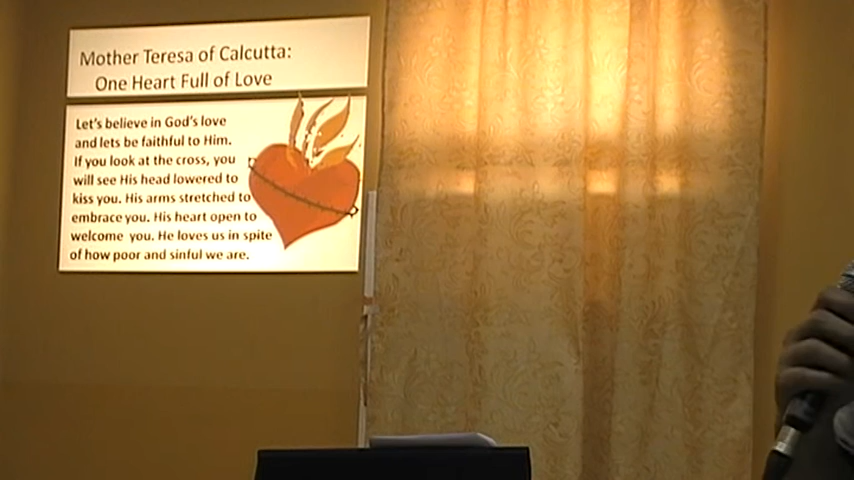 Mother Teresa of Calcutta:
One Heart Full of Love
Let's believe in God's love
and lets be faithful to Him.
If you look at the cross, you
will see His head lowered to
kiss you. His arms stretched to
embrace you. His heart open to
welcome you. He loves us in spite
of how poor and sinful we are.